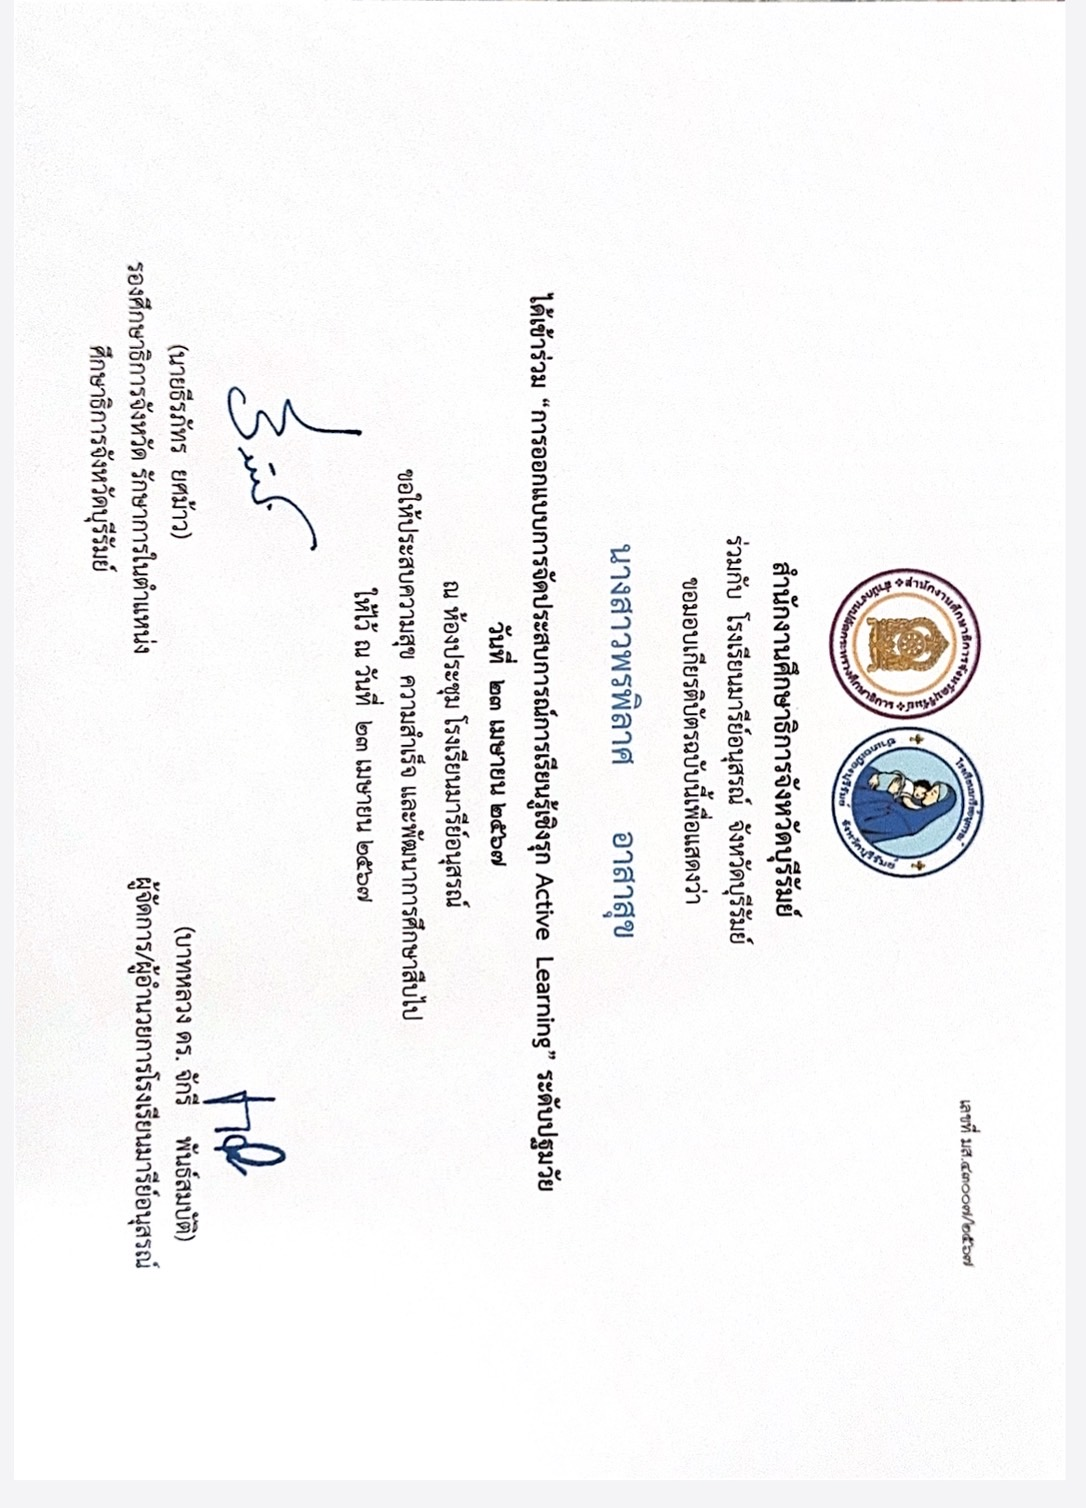 เลขที่ มส.๔๓๐๐๗/๒๕๖๗
สำนักงานศึกษาธิการจังหวัดบุรีรัมย์
ร่วมกับ โรงเรียนมารีย์อนุสรณ์ จังหวัดบุรีรัมย์
ขอมอบเกียรติบัตรฉบับนี้เพื่อแสดงว่า
นางสาวพรพิลาศ อาสาสุข
ได้เข้าร่วม “การออกแบบการจัดประสบการณ์การเรียนรู้เชิงรุก Active Learning” ระดับปฐมวัย
วันที่ ๒๓ เมษายน ๒๕๖๗
ณ ห้องประชุม โรงเรียนมารีย์อนุสรณ์
ขอให้ประสบความสุข ความสำเร็จ และพัฒนาการศึกษาสืบไป
ให้ไว้ ณ วันที่ ๒๓ เมษายน ๒๕๖๗
(นายธีรภัทร ยศม้าว)
รองศึกษาธิการจังหวัด รักษาการในตำแหน่ง
ศึกษาธิการจังหวัดบุรีรัมย์
(บาทหลวง ดร. จักรี พันธ์สมบัติ)
ผู้จัดการ/ผู้อำนวยการโรงเรียนมารีย์อนุสรณ์